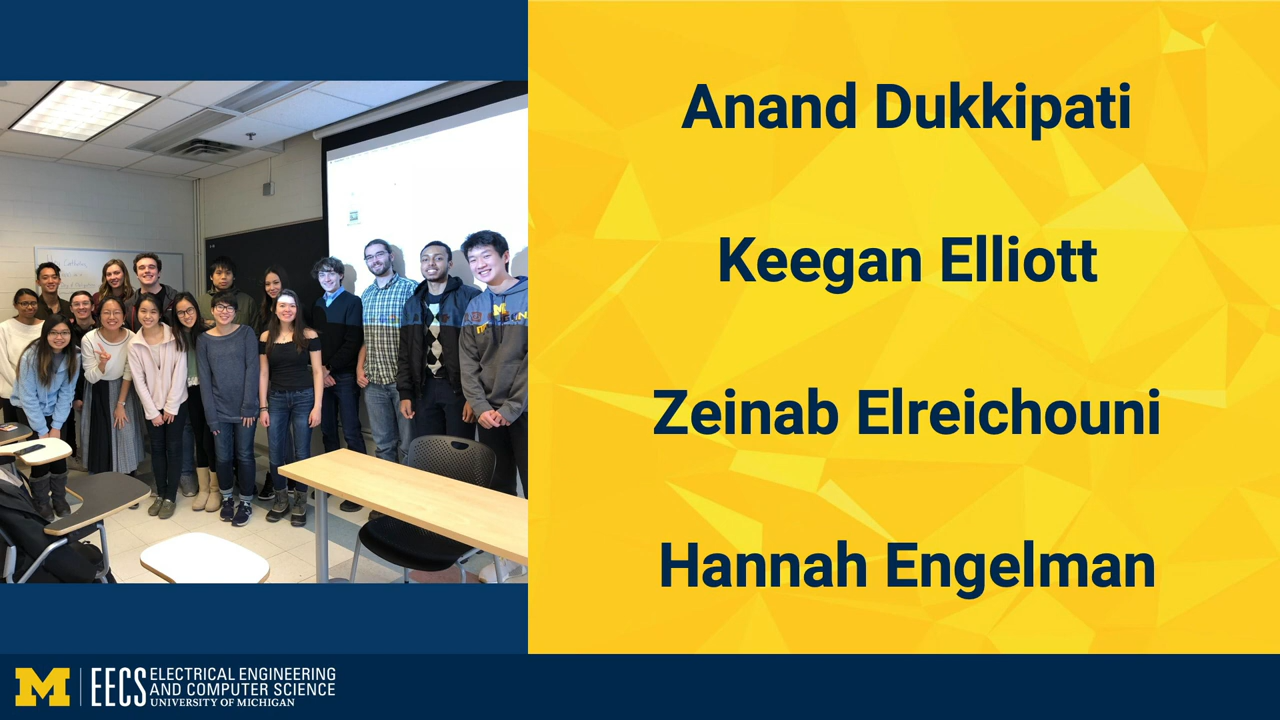 Anand Dukkipati
Keegan Elliott
Zeinab Elreichouni
Hannah Engelman
M
EECS
ELECTRICAL ENGINEERING
AND COMPUTER SCIENCE
UNIVERSITY OF MICHIGAN